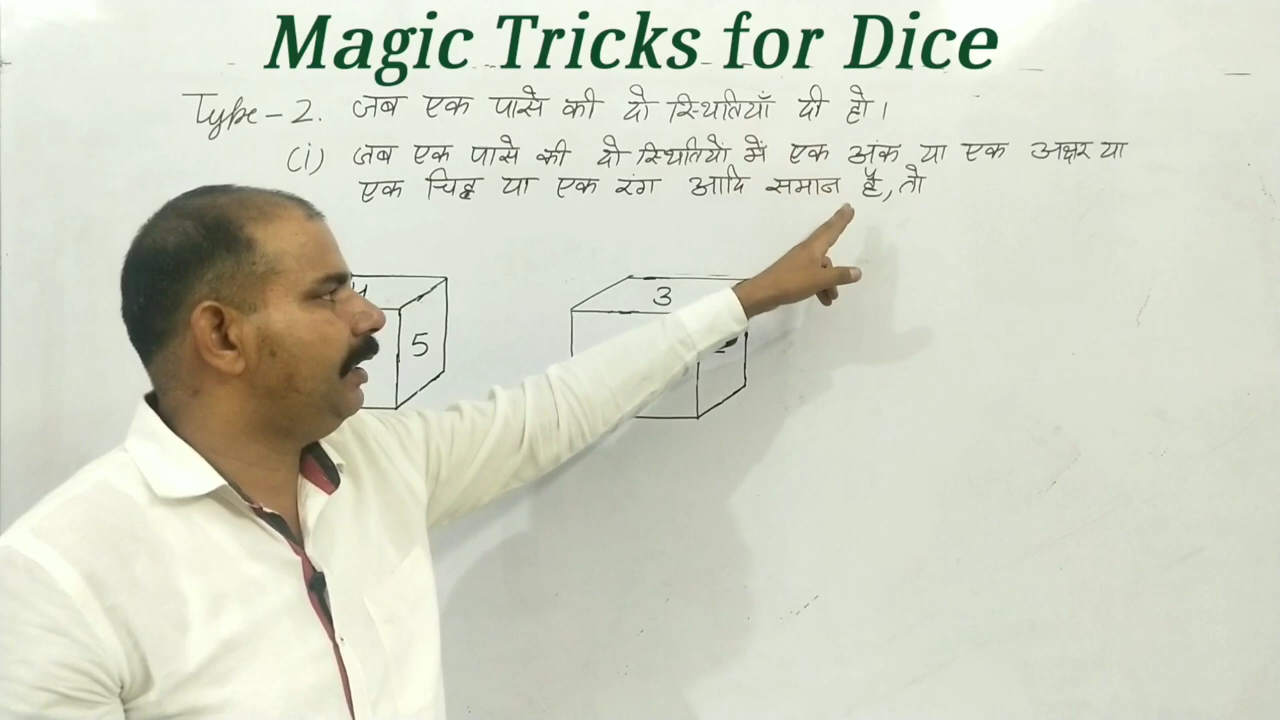 Magic Tricks for Dice
Type-2. जब एक पासे की दो स्थितियाँ दी हो।
(i) जब एक पासे की दो स्थितियों में एक अंक या एक अक्षर या
एक चिह्न या एक रंग आदि समान है, तो
5
3